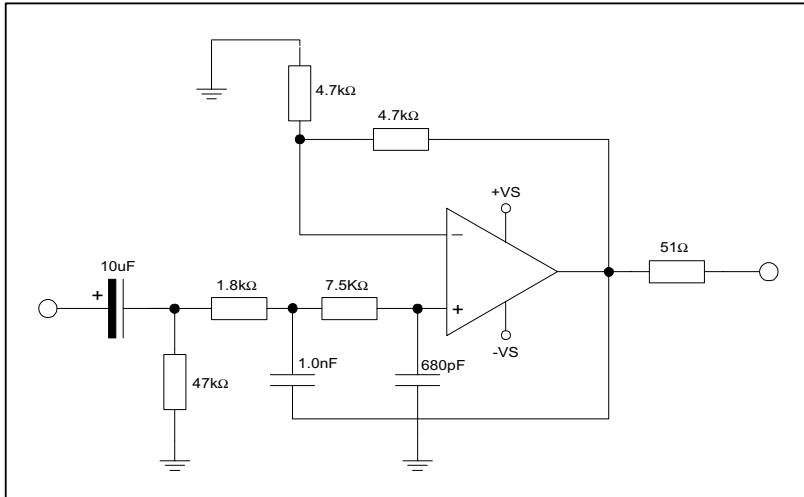 4.7kΩ
4.7kΩ
+VS
−
51Ω
10uF
+
1.8kΩ
7.5KΩ
+
-VS
1.0nF
680pF
47kΩ